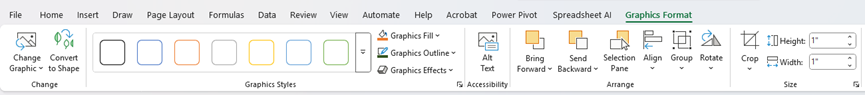 File Home Insert Draw Page Layout Formulas Data Review View Automate Help Acrobat Power Pivot Spreadsheet AI Graphics Format
Change Graphic
Convert to Shape
Change
Graphics Fill
Graphics Outline
Graphics Effects
Graphics Styles
Alt Text
Accessibility
Bring Forward
Send Backward
Selection Pane
Align
Group
Rotate
Arrange
Crop
Height: 1"
Width: 1"
Size